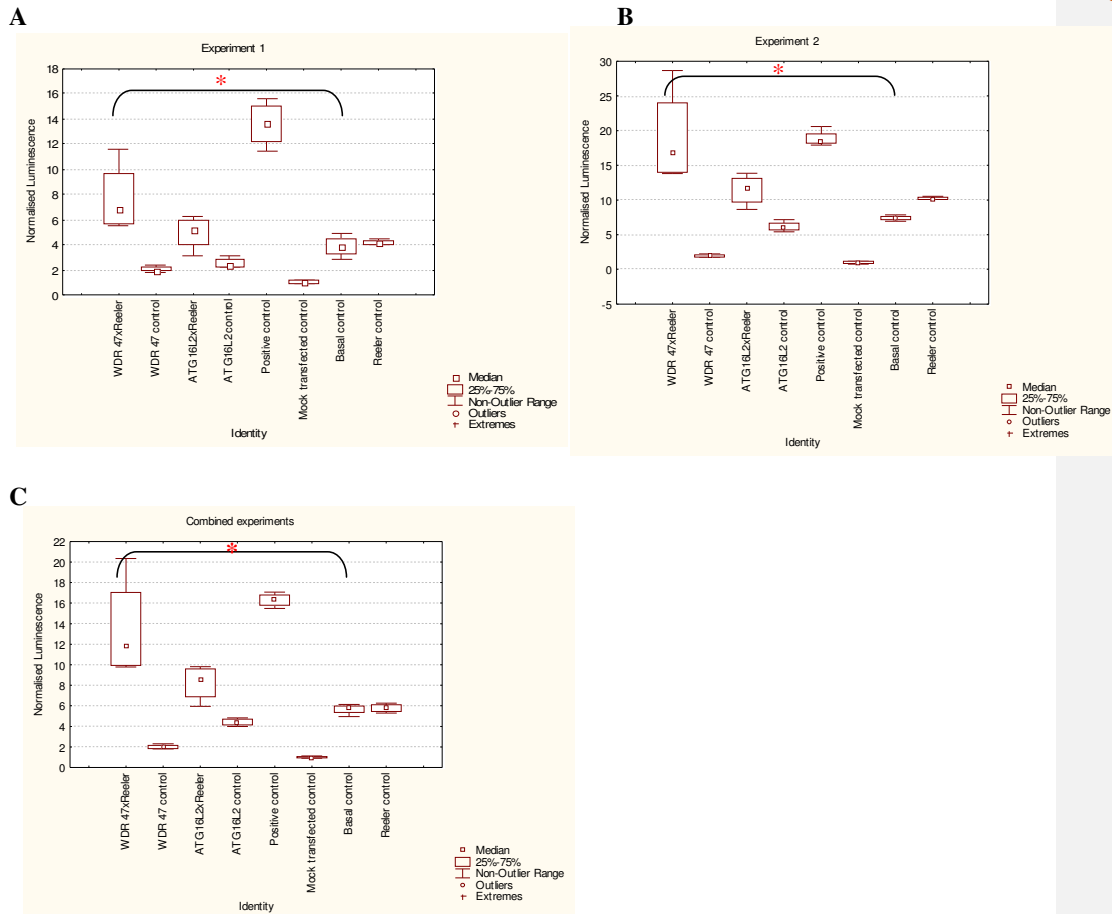 A
Experiment 1
Normalised Luminescence
18
16
14
12
10
8
6
4
2
0
*
WDR 47xReeler
WDR 47 control
ATG16L2xReeler
ATG16L2 control
Positive control
Mock transfected control
Basal control
Reeler control
Identity
Median
25%-75%
Non-Outlier Range
Outliers
Extremes
B
Experiment 2
Normalised Luminescence
30
25
20
15
10
5
0
-5
*
WDR 47xReeler
WDR 47 control
ATG16L2xReeler
ATG16L2 control
Positive control
Mock transfected control
Basal control
Reeler control
Identity
Median
25%-75%
Non-Outlier Range
Outliers
Extremes
C
Combined experiments
Normalised Luminescence
22
20
18
16
14
12
10
8
6
4
2
0
*
WDR 47xReeler
WDR 47 control
ATG16L2xReeler
ATG16L2 control
Positive control
Mock transfected control
Basal control
Reeler control
Identity
Median
25%-75%
Non-Outlier Range
Outliers
Extremes